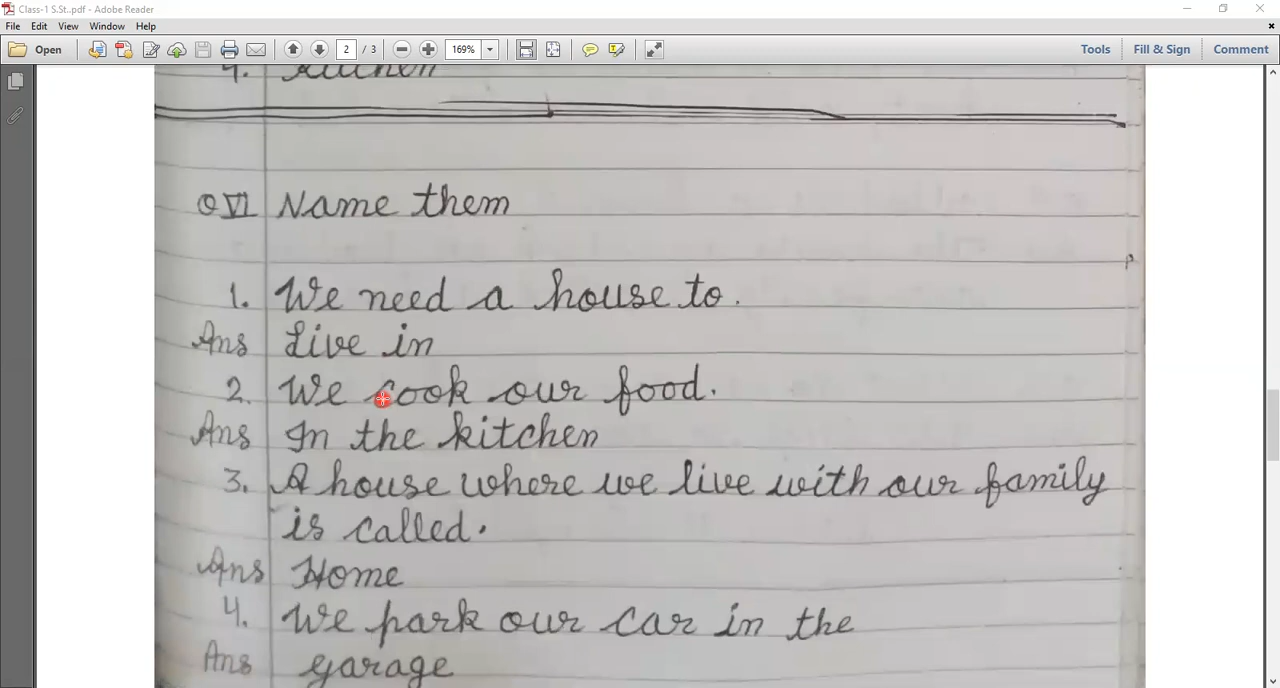 Class-1 S.St..pdf - Adobe Reader
File Edit View Window Help
Open 2 / 3 169% Tools Fill & Sign Comment
4. Kitchen
Q VI Name them
1. We need a house to.
Ans Live in
2. We cook our food.
Ans In the kitchen
3. A house where we live with our family
is called.
Ans Home
4. We park our car in the
Ans garage